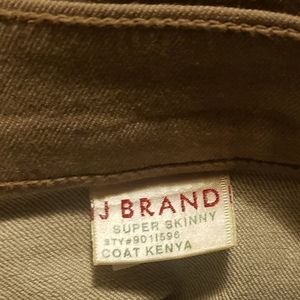 J BRAND
SUPER SKINNY
STY#901I596
COAT KENYA